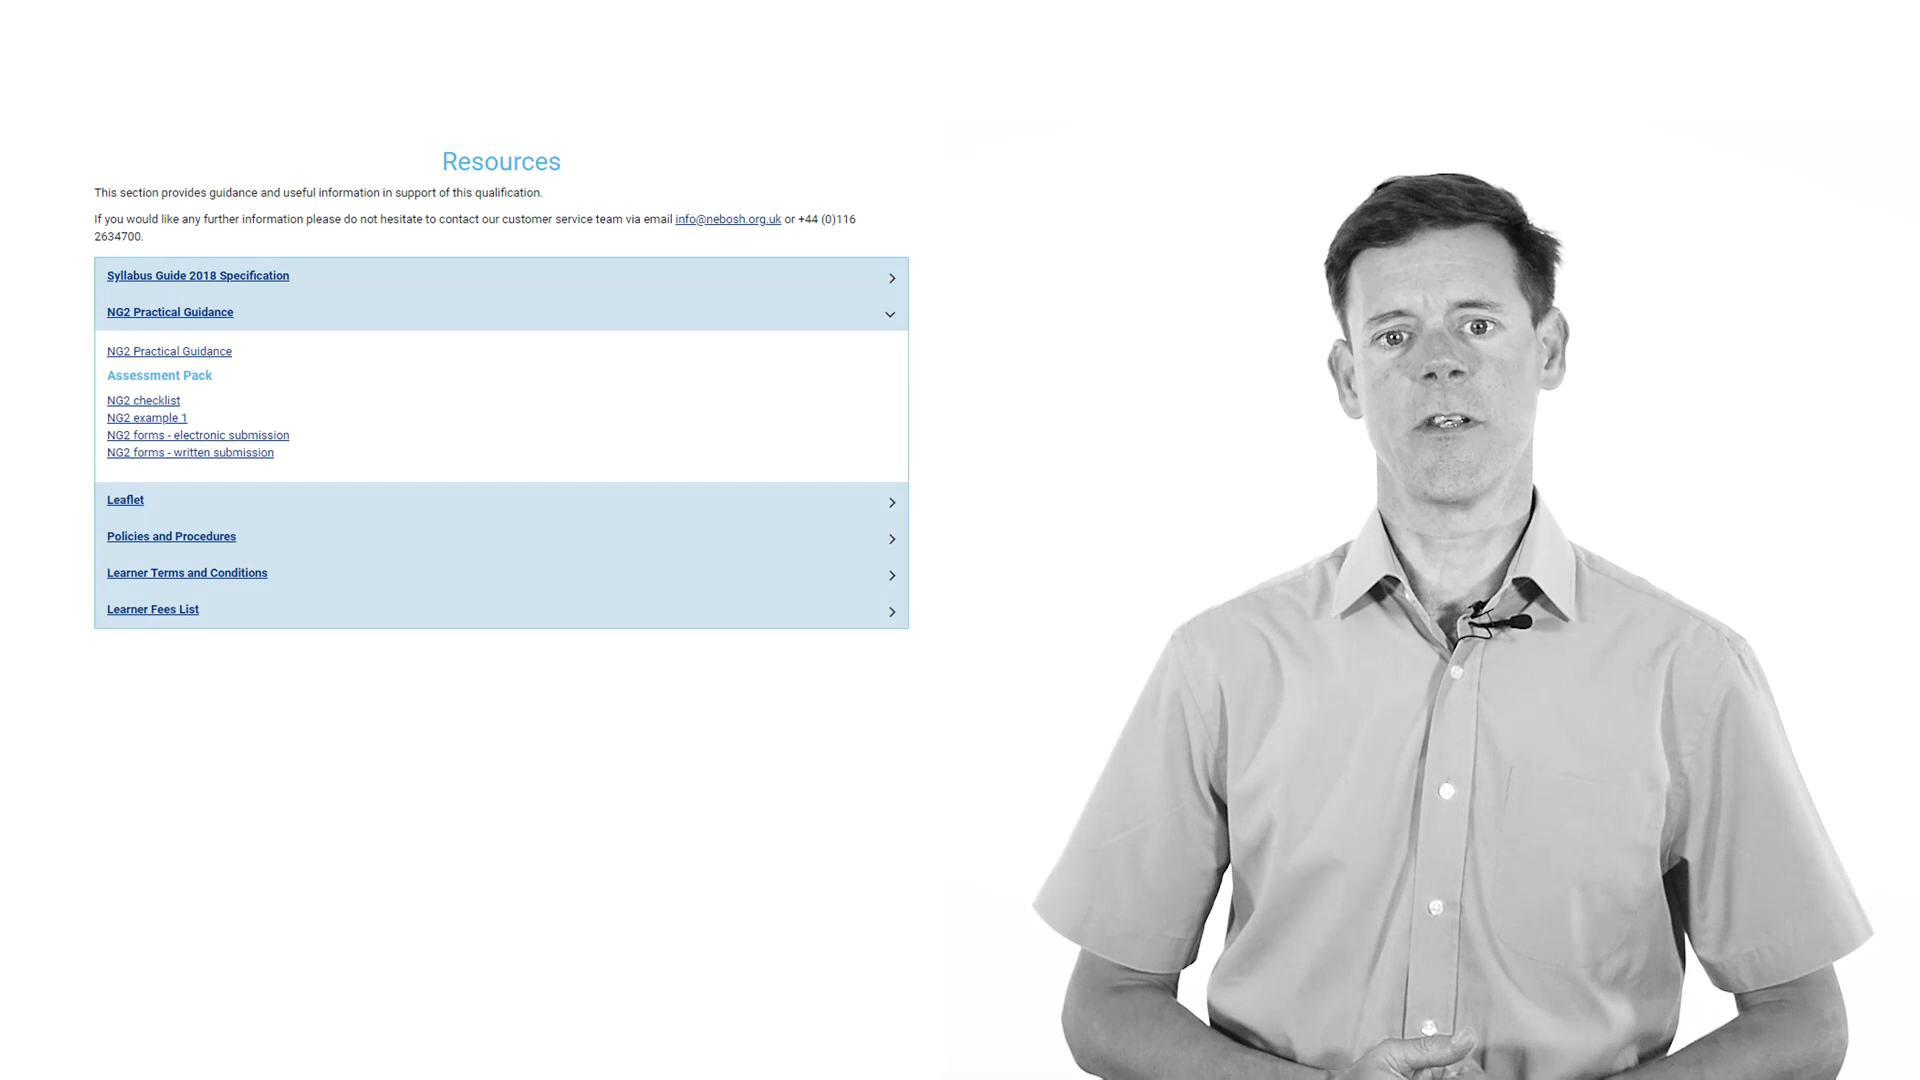 Resources
This section provides guidance and useful information in support of this qualification.
If you would like any further information please do not hesitate to contact our customer service team via email info@nebosh.org.uk or +44 (0)116
2634700.
Syllabus Guide 2018 Specification
NG2 Practical Guidance
NG2 Practical Guidance
Assessment Pack
NG2 checklist
NG2 example 1
NG2 forms - electronic submission
NG2 forms - written submission
Leaflet
Policies and Procedures
Learner Terms and Conditions
Learner Fees List